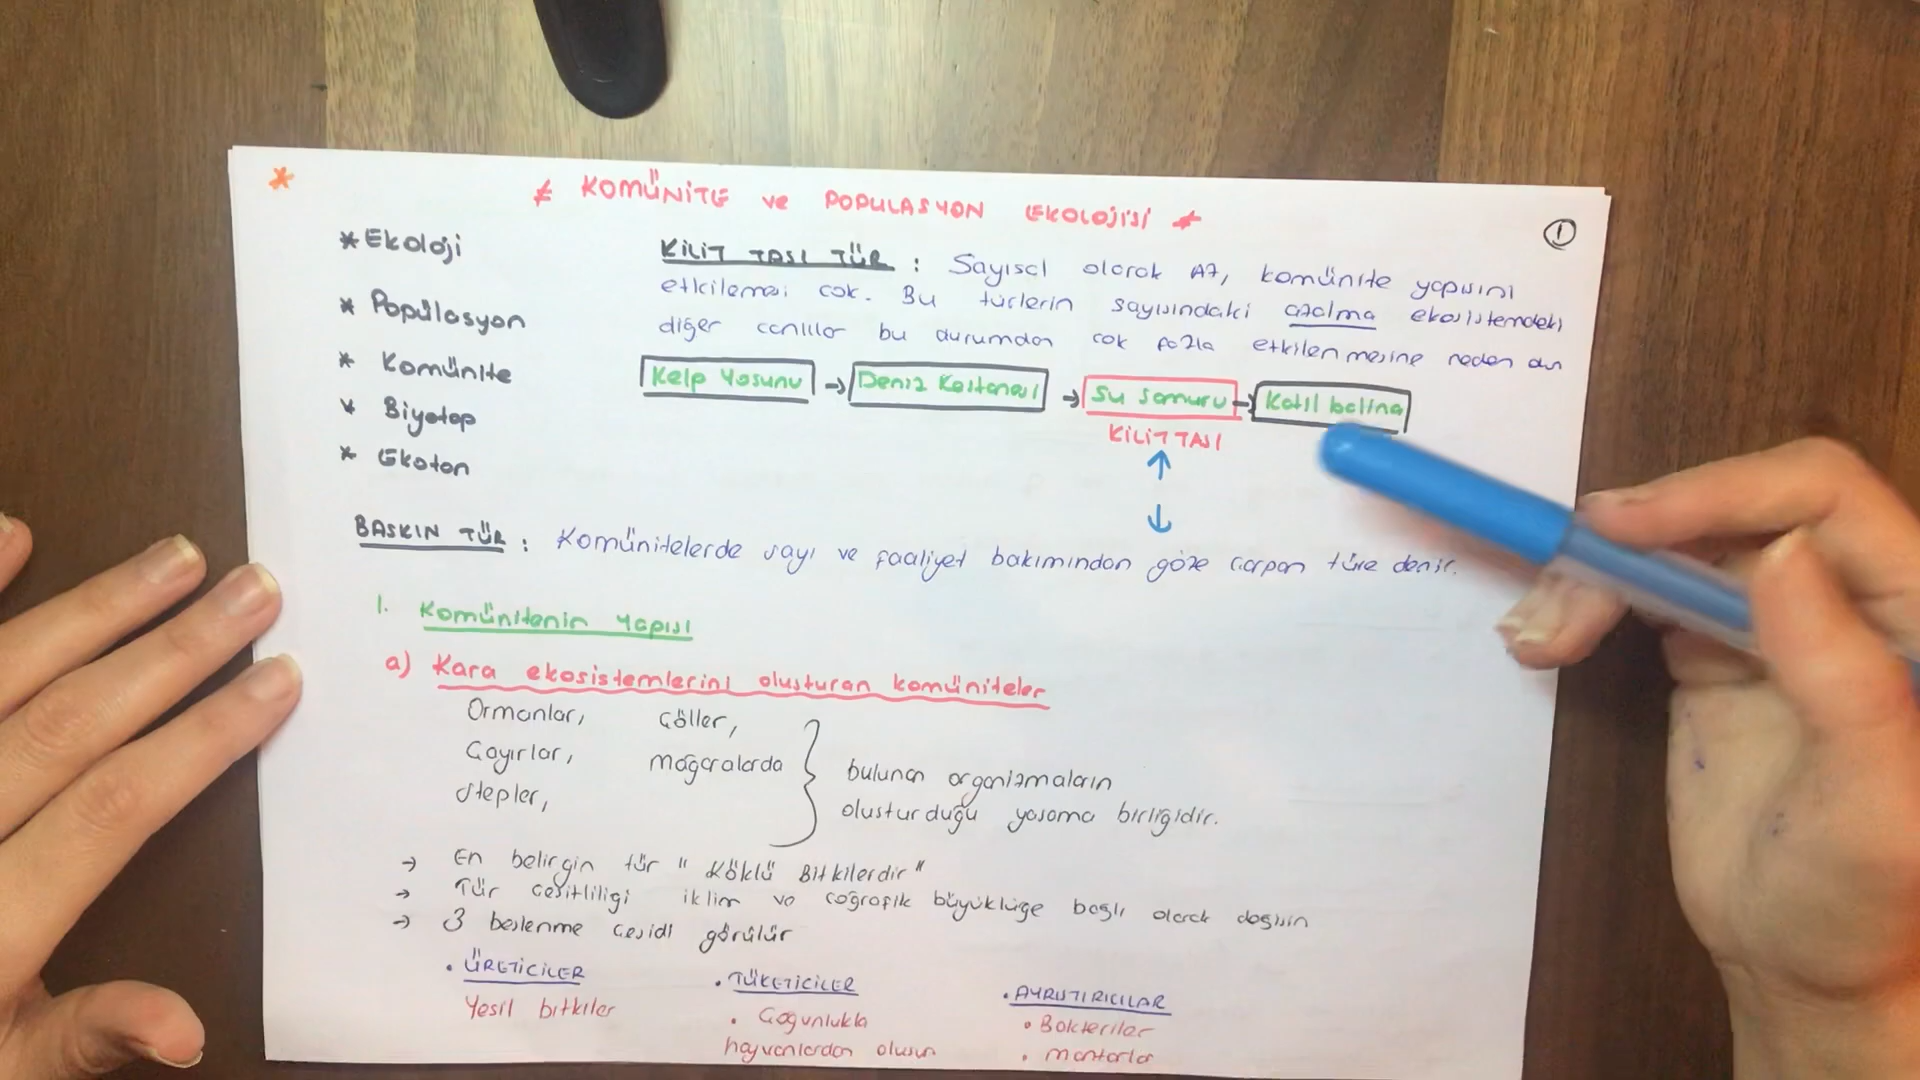 * KOMÜNİTE ve POPULASYON EKOLOJİSİ *
①
* Ekoloji
* Popülasyon
* Komünite
* Biyotop
* Ekoton
KİLİT TAŞI TÜR : Sayısal olarak AZ, komünite yapısını
etkilemesi çok. Bu türlerin sayısındaki azalma ekosistemdeki
diğer canlılar bu durumdan çok fazla etkilenmesine neden olur
Kelp Yosunu → Deniz Kestanesi → Su Samuru → Katil balina
KİLİT TAŞI
↑
↓
BASKIN TÜR : Komünitelerde sayı ve faaliyet bakımından göze çarpan türe denir.
1. Komünitenin Yapısı
a) Kara ekosistemlerini oluşturan komüniteler
Ormanlar, Göller,
Çayırlar, mağaralarda
Stepler,
bulunan organizmaların
oluşturduğu yaşama birliğidir.
→ En belirgin tür "Köklü Bitkilerdir"
→ Tür çeşitliliği iklim ve coğrafik büyüklüğe bağlı olarak değişir
→ 3 beslenme çeşidi görülür
• ÜRETİCİLER
Yeşil bitkiler
• TÜKETİCİLER
• Çoğunlukla
hayvanlardan oluşur
• AYRIŞTIRICILAR
• Bakteriler
• Mantarlar